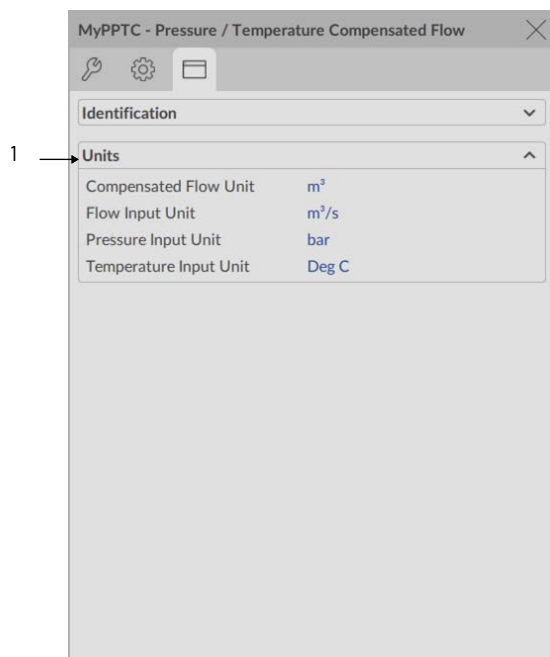 MyPPTC - Pressure / Temperature Compensated Flow
Identification
1
Units
Compensated Flow Unit m³
Flow Input Unit m³/s
Pressure Input Unit bar
Temperature Input Unit Deg C